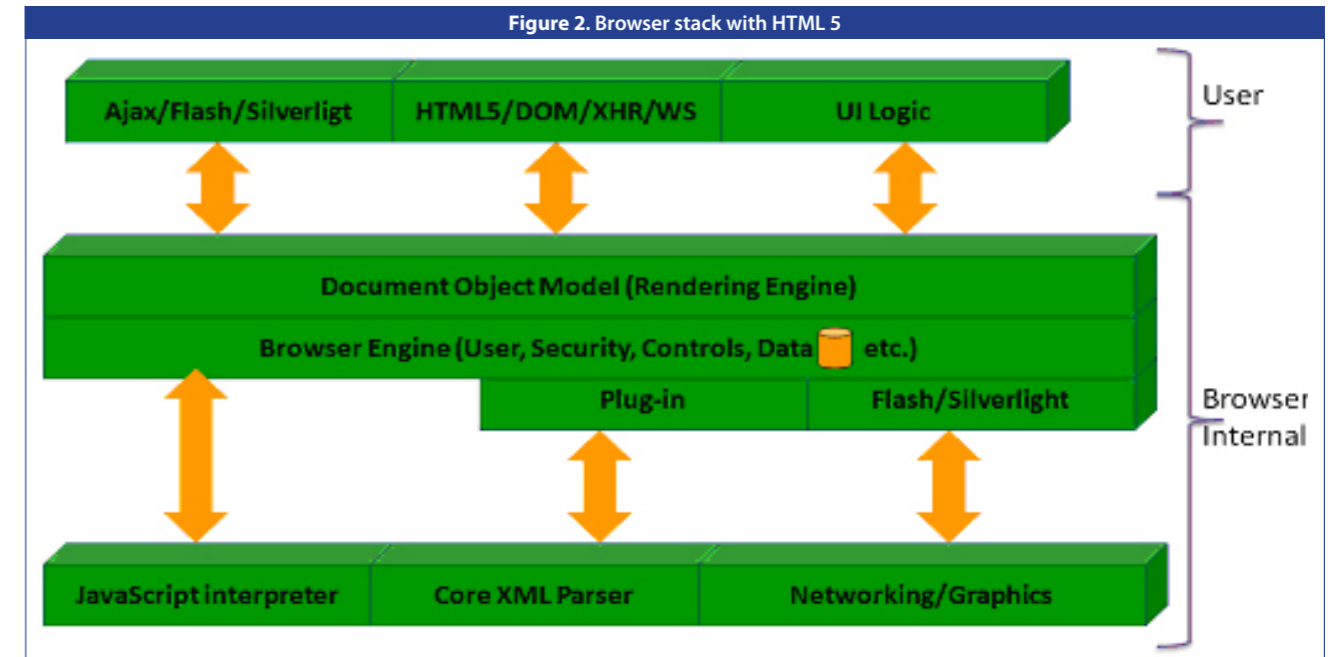 Figure 2. Browser stack with HTML 5
User
Ajax/Flash/Silverligt
HTML5/DOM/XHR/WS
UI Logic
Document Object Model (Rendering Engine)
Browser Engine (User, Security, Controls, Data etc.)
Plug-in
Flash/Silverlight
Browser
Internal
JavaScript interpreter
Core XML Parser
Networking/Graphics